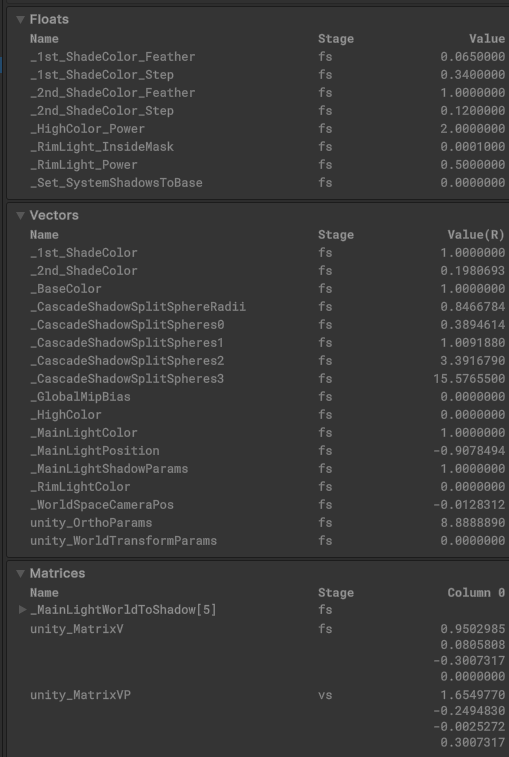 Floats
Name Stage Value
_1st_ShadeColor_Feather fs 0.0650000
_1st_ShadeColor_Step fs 0.3400000
_2nd_ShadeColor_Feather fs 1.0000000
_2nd_ShadeColor_Step fs 0.1200000
_HighColor_Power fs 2.0000000
_RimLight_InsideMask fs 0.0001000
_RimLight_Power fs 0.5000000
_Set_SystemShadowsToBase fs 0.0000000
Vectors
Name Stage Value(R)
_1st_ShadeColor fs 1.0000000
_2nd_ShadeColor fs 0.1980693
_BaseColor fs 1.0000000
_CascadeShadowSplitSphereRadii fs 0.8466784
_CascadeShadowSplitSpheres0 fs 0.3894614
_CascadeShadowSplitSpheres1 fs 1.0091880
_CascadeShadowSplitSpheres2 fs 3.3916790
_CascadeShadowSplitSpheres3 fs 15.5765500
_GlobalMipBias fs 0.0000000
_HighColor fs 0.0000000
_MainLightColor fs 1.0000000
_MainLightPosition fs -0.9078494
_MainLightShadowParams fs 1.0000000
_RimLightColor fs 0.0000000
_WorldSpaceCameraPos fs -0.0128312
unity_OrthoParams fs 8.8888890
unity_WorldTransformParams fs 0.0000000
Matrices
Name Stage Column 0
_MainLightWorldToShadow[5] fs
unity_MatrixV fs 0.9502985
0.0805808
-0.3007317
0.0000000
unity_MatrixVP vs 1.6549770
-0.2494830
-0.0025272
0.3007317